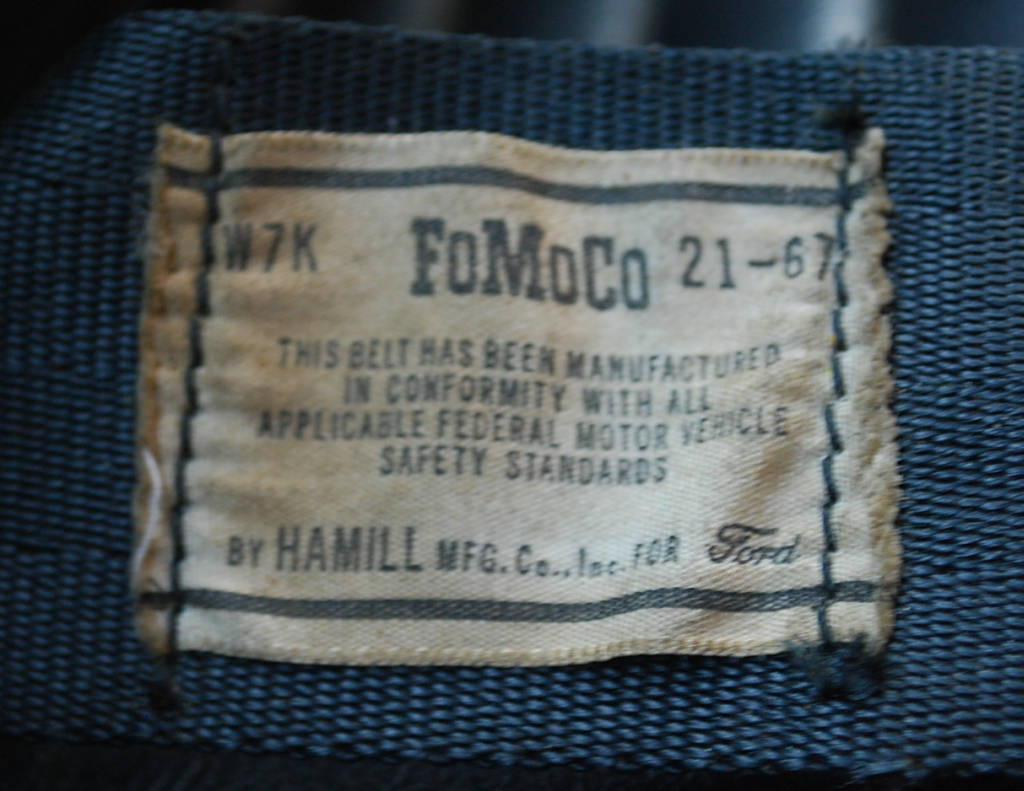 W7K FoMoCo 21-67
THIS BELT HAS BEEN MANUFACTURED
IN CONFORMITY WITH ALL
APPLICABLE FEDERAL MOTOR VEHICLE
SAFETY STANDARDS
BY HAMILL MFG. Co., Inc. FOR Ford